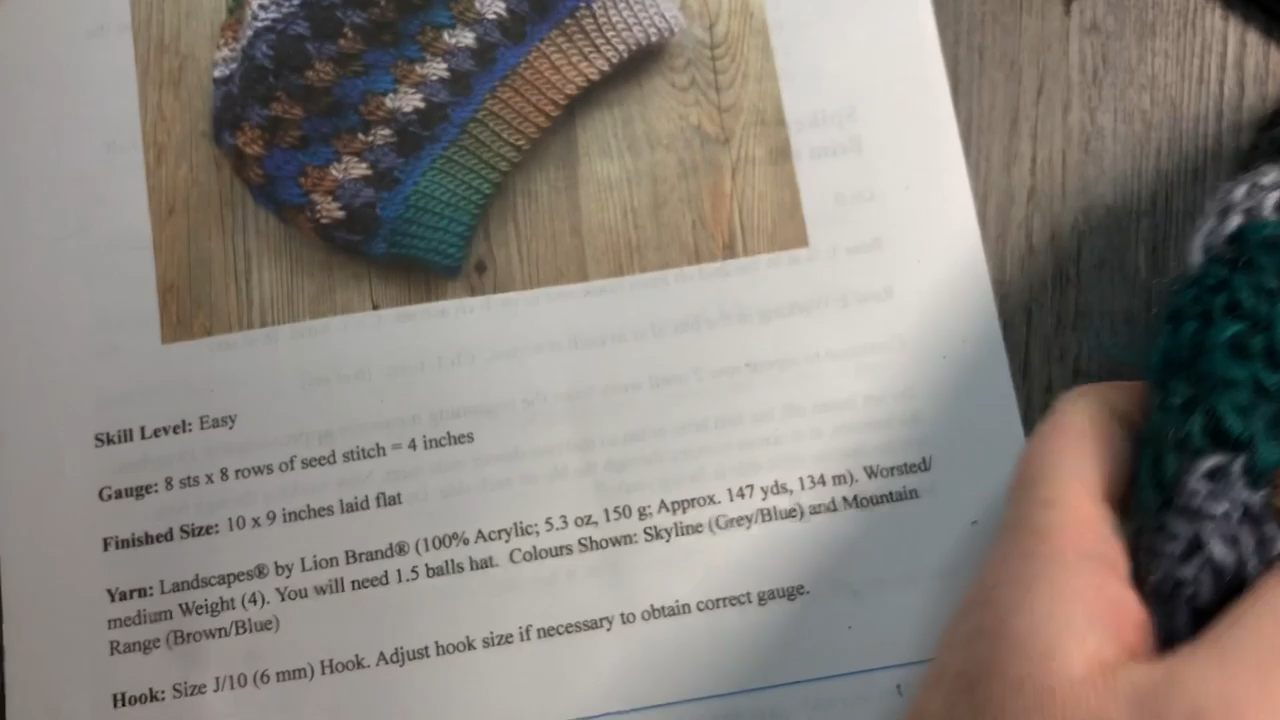 Skill Level: Easy
Gauge: 8 sts x 8 rows of seed stitch = 4 inches
Finished Size: 10 x 9 inches laid flat
Yarn: Landscapes® by Lion Brand® (100% Acrylic; 5.3 oz, 150 g; Approx. 147 yds, 134 m). Worsted/
medium Weight (4). You will need 1.5 balls hat. Colours Shown: Skyline (Grey/Blue) and Mountain
Range (Brown/Blue)
Hook: Size J/10 (6 mm) Hook. Adjust hook size if necessary to obtain correct gauge.